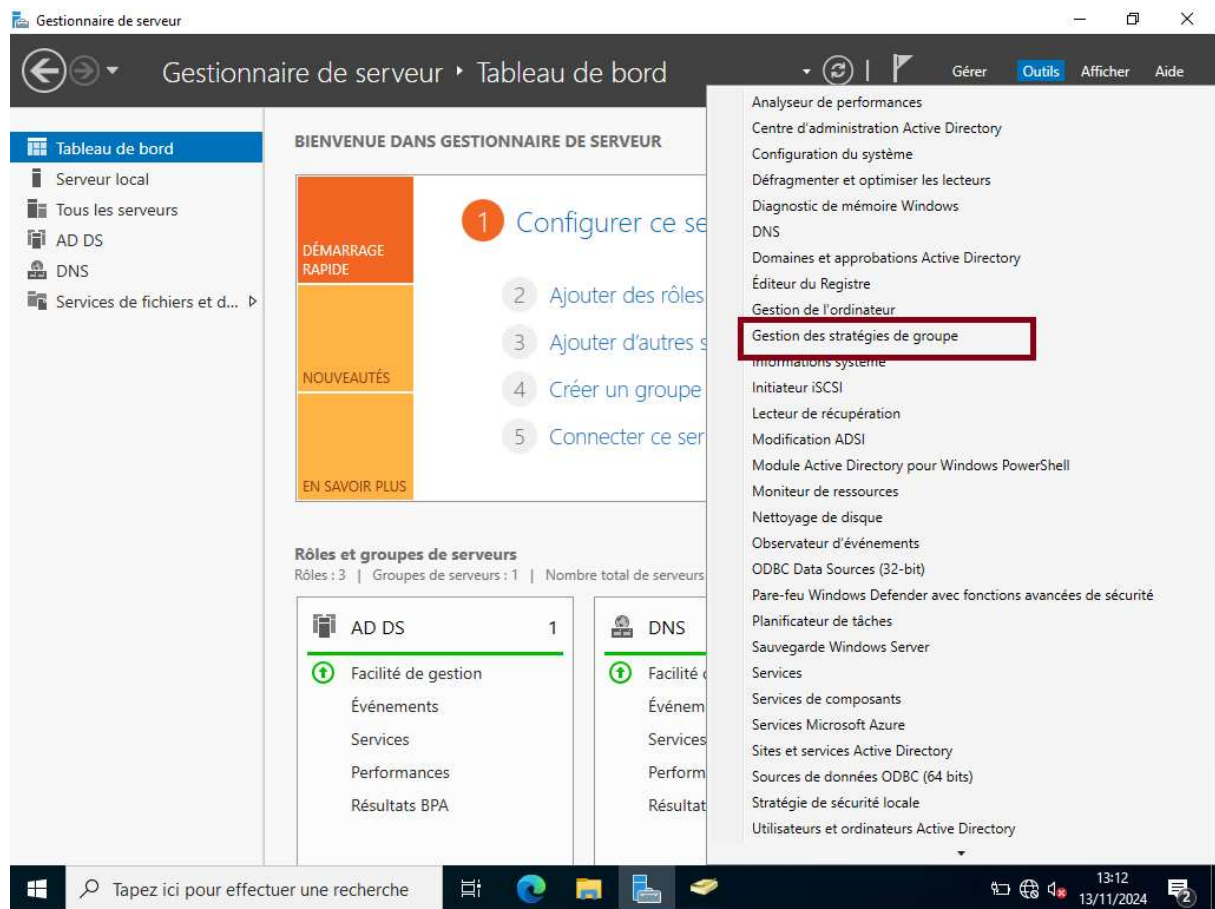 Gestionnaire de serveur
Gestionnaire de serveur • Tableau de bord
Gérer Outils Afficher Aide
Tableau de bord
Serveur local
Tous les serveurs
AD DS
DNS
Services de fichiers et d...
BIENVENUE DANS GESTIONNAIRE DE SERVEUR
DÉMARRAGE
RAPIDE
NOUVEAUTÉS
EN SAVOIR PLUS
1 Configurer ce se
2 Ajouter des rôles
3 Ajouter d'autres s
4 Créer un groupe
5 Connecter ce ser
Rôles et groupes de serveurs
Rôles : 3 | Groupes de serveurs : 1 | Nombre total de serveurs
AD DS 1
Facilité de gestion
Événements
Services
Performances
Résultats BPA
DNS
Facilité
Événem
Services
Perform
Résultat
Analyseur de performances
Centre d'administration Active Directory
Configuration du système
Défragmenter et optimiser les lecteurs
Diagnostic de mémoire Windows
DNS
Domaines et approbations Active Directory
Éditeur du Registre
Gestion de l'ordinateur
Gestion des stratégies de groupe
Informations système
Initiateur iSCSI
Lecteur de récupération
Modification ADSI
Module Active Directory pour Windows PowerShell
Moniteur de ressources
Nettoyage de disque
Observateur d'événements
ODBC Data Sources (32-bit)
Pare-feu Windows Defender avec fonctions avancées de sécurité
Planificateur de tâches
Sauvegarde Windows Server
Services
Services de composants
Services Microsoft Azure
Sites et services Active Directory
Sources de données ODBC (64 bits)
Stratégie de sécurité locale
Utilisateurs et ordinateurs Active Directory
Tapez ici pour effectuer une recherche
13:12
13/11/2024
2